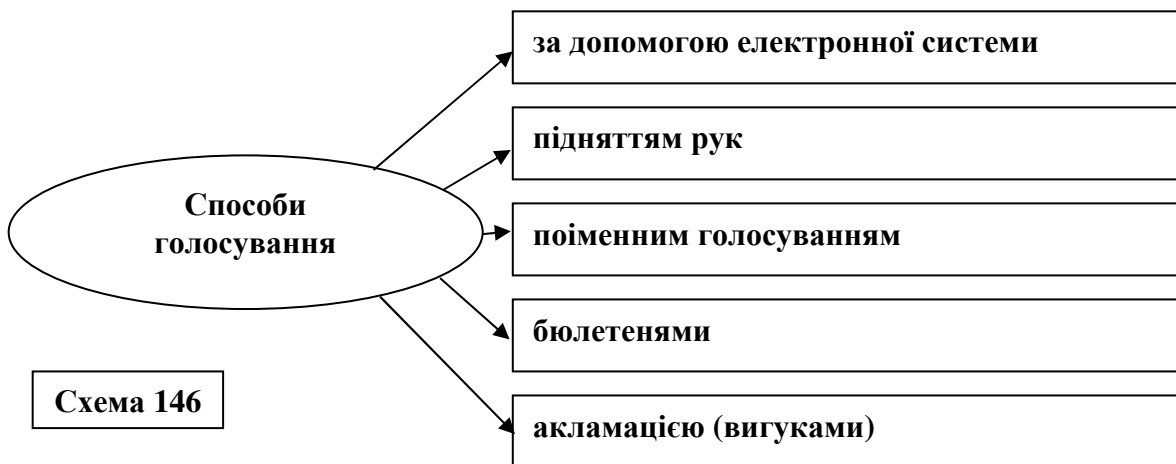 за допомогою електронної системи
підняттям рук
Способи
голосування
поіменним голосуванням
бюлетенями
Схема 146
акламацією (вигуками)